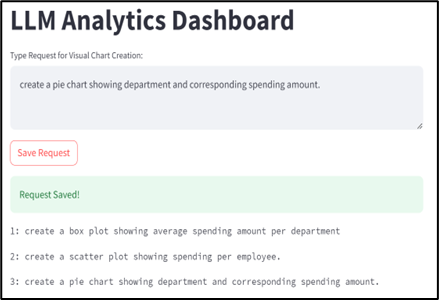 LLM Analytics Dashboard
Type Request for Visual Chart Creation:
create a pie chart showing department and corresponding spending amount.
Save Request
Request Saved!
1: create a box plot showing average spending amount per department
2: create a scatter plot showing spending per employee.
3: create a pie chart showing department and corresponding spending amount.